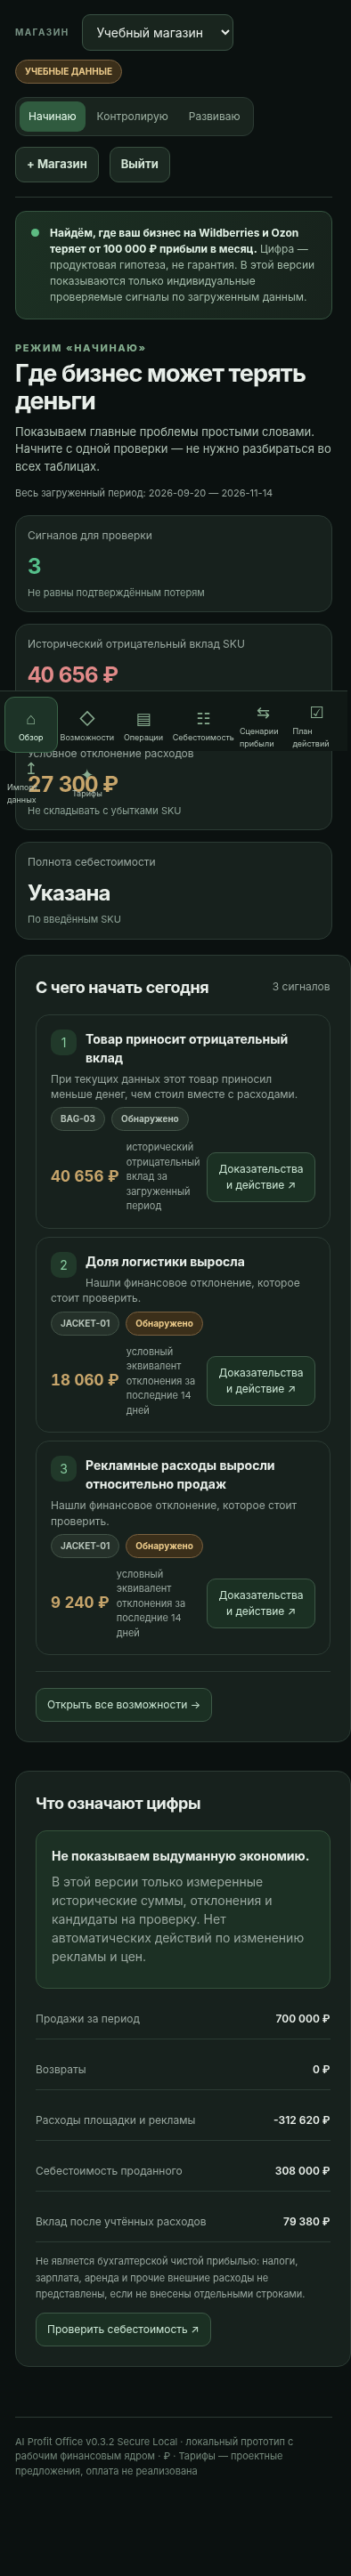 МАГАЗИН
Учебный магазин
УЧЕБНЫЕ ДАННЫЕ
Начинаю Контролирую Развиваю
+ Магазин Выйти
Найдём, где ваш бизнес на Wildberries и Ozon
теряет от 100 000 ₽ прибыли в месяц. Цифра —
продуктовая гипотеза, не гарантия. В этой версии
показываются только индивидуальные
проверяемые сигналы по загруженным данным.
РЕЖИМ «НАЧИНАЮ»
Где бизнес может терять
деньги
Показываем главные проблемы простыми словами.
Начните с одной проверки — не нужно разбираться во
всех таблицах.
Весь загруженный период: 2026-09-20 — 2026-11-14
Сигналов для проверки
3
Не равны подтверждённым потерям
Исторический отрицательный вклад SKU
40 656 ₽
Обзор
Возможности
Операции
Себестоимость
Сценарии
прибыли
План
действий
Импорт
данных
Тарифы
Условное отклонение расходов
27 300 ₽
Не складывать с убытками SKU
Полнота себестоимости
Указана
По введённым SKU
С чего начать сегодня
3 сигналов
1
Товар приносит отрицательный
вклад
При текущих данных этот товар приносил
меньше денег, чем стоил вместе с расходами.
BAG-03 Обнаружено
40 656 ₽
исторический
отрицательный
вклад за
загруженный
период
Доказательства
и действие ↗
2
Доля логистики выросла
Нашли финансовое отклонение, которое
стоит проверить.
JACKET-01 Обнаружено
18 060 ₽
условный
эквивалент
отклонения за
последние 14
дней
Доказательства
и действие ↗
3
Рекламные расходы выросли
относительно продаж
Нашли финансовое отклонение, которое стоит
проверить.
JACKET-01 Обнаружено
9 240 ₽
условный
эквивалент
отклонения за
последние 14
дней
Доказательства
и действие ↗
Открыть все возможности →
Что означают цифры
Не показываем выдуманную экономию.
В этой версии только измеренные
исторические суммы, отклонения и
кандидаты на проверку. Нет
автоматических действий по изменению
рекламы и цен.
Продажи за период 700 000 ₽
Возвраты 0 ₽
Расходы площадки и рекламы -312 620 ₽
Себестоимость проданного 308 000 ₽
Вклад после учтённых расходов 79 380 ₽
Не является бухгалтерской чистой прибылью: налоги,
зарплата, аренда и прочие внешние расходы не
представлены, если не внесены отдельными строками.
Проверить себестоимость ↗
AI Profit Office v0.3.2 Secure Local · локальный прототип с
рабочим финансовым ядром · ₽ · Тарифы — проектные
предложения, оплата не реализована